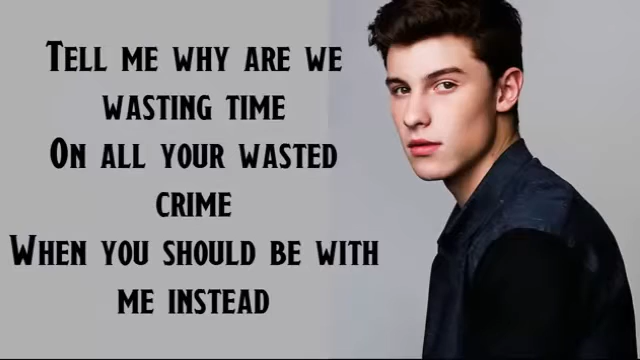 Tell me why are we
wasting time
On all your wasted
crime
When you should be with
me instead